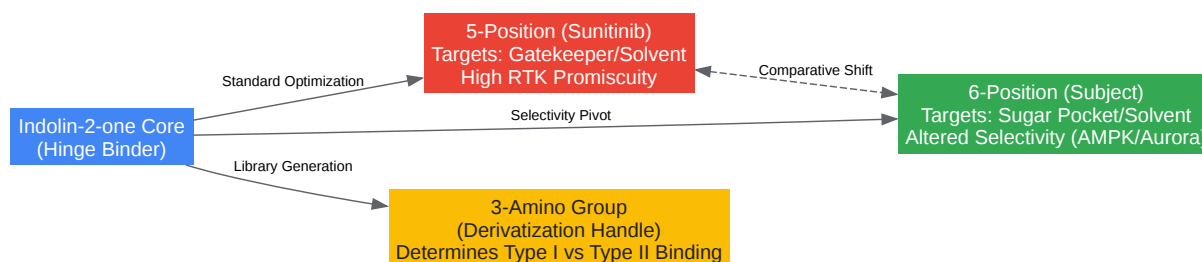 5-Position (Sunitinib)
Targets: Gatekeeper/Solvent
High RTK Promiscuity
Standard Optimization
Comparative Shift
6-Position (Subject)
Targets: Sugar Pocket/Solvent
Altered Selectivity (AMPK/Aurora)
Indolin-2-one Core
(Hinge Binder)
Selectivity Pivot
Library Generation
3-Amino Group
(Derivatization Handle)
Determines Type I vs Type II Binding